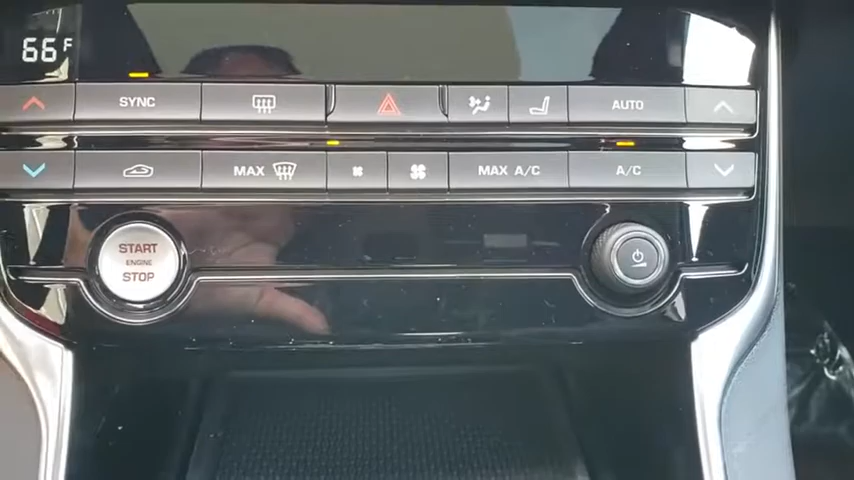 66 F
SYNC AUTO
MAX MAX A/C A/C
START
ENGINE
STOP